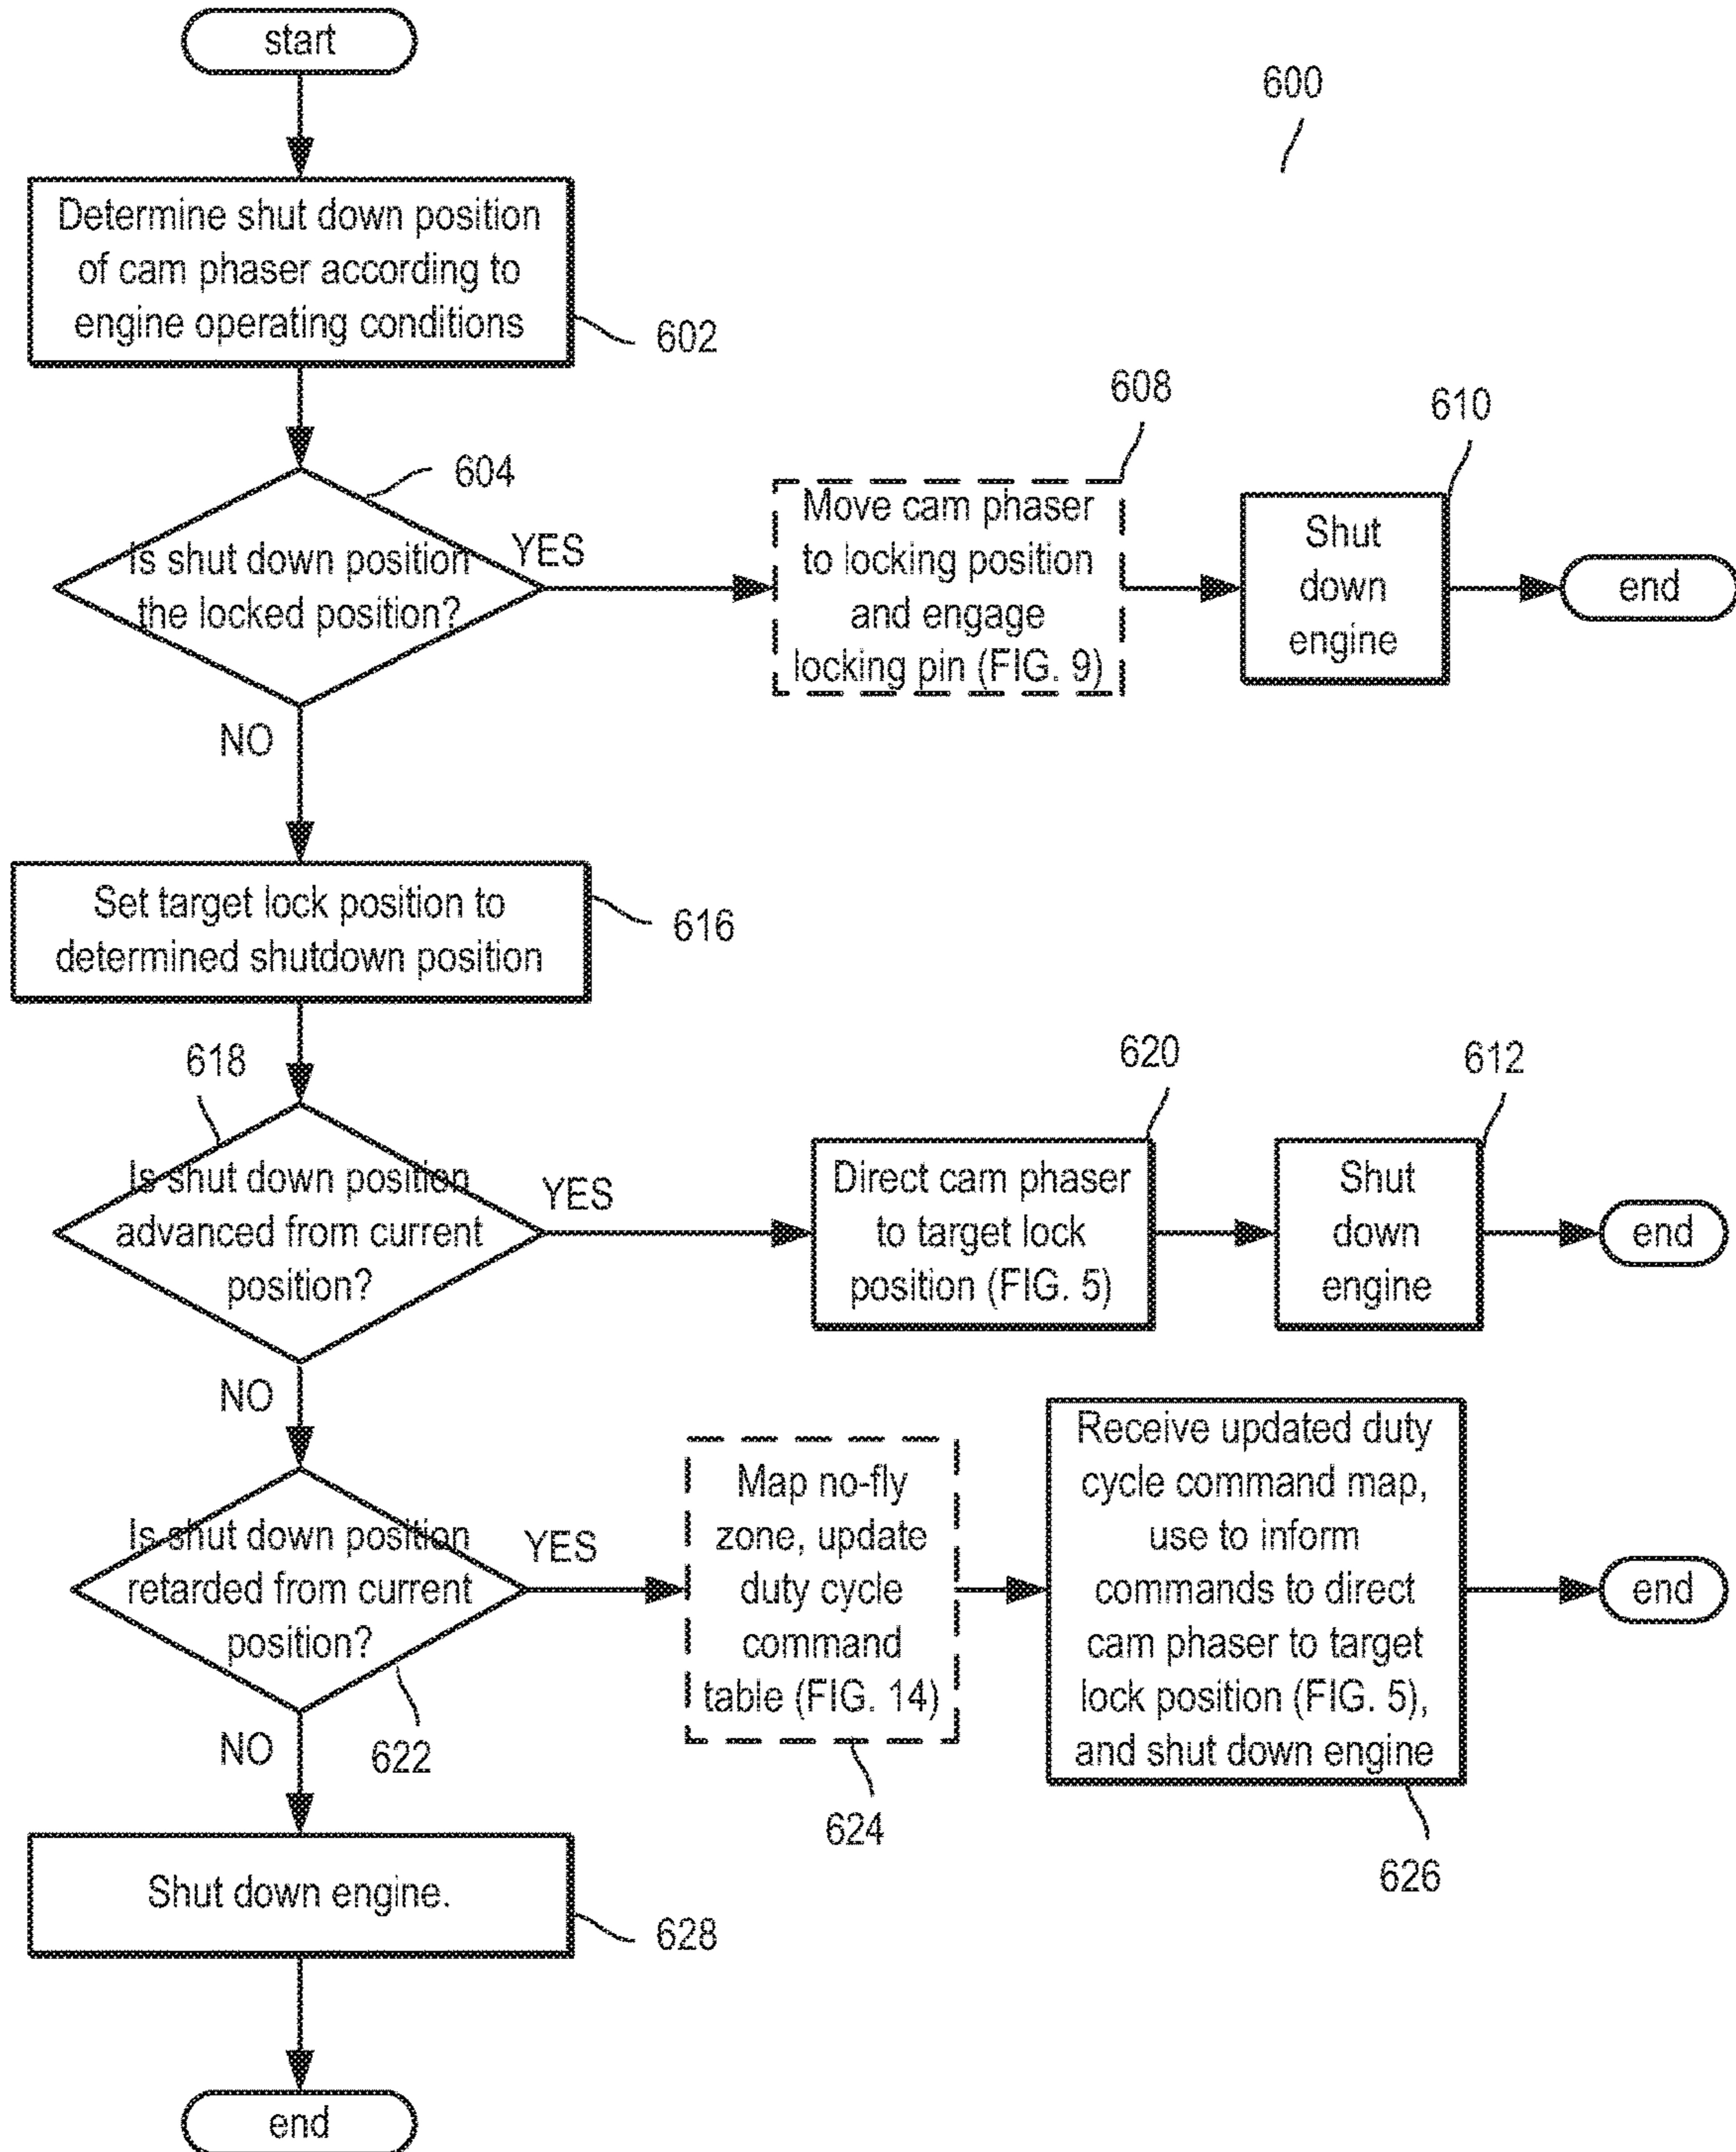 start
600
Determine shut down position
of cam phaser according to
engine operating conditions
602
604
Is shut down position
the locked position?
YES
608
Move cam phaser
to locking position
and engage
locking pin (FIG. 9)
610
Shut
down
engine
end
NO
Set target lock position to
determined shutdown position
616
618
Is shut down position
advanced from current
position?
YES
620
Direct cam phaser
to target lock
position (FIG. 5)
612
Shut
down
engine
end
NO
Is shut down position
retarded from current
position?
622
YES
Map no-fly
zone, update
duty cycle
command
table (FIG. 14)
624
Receive updated duty
cycle command map,
use to inform
commands to direct
cam phaser to target
lock position (FIG. 5),
and shut down engine
626
end
NO
Shut down engine.
628
end